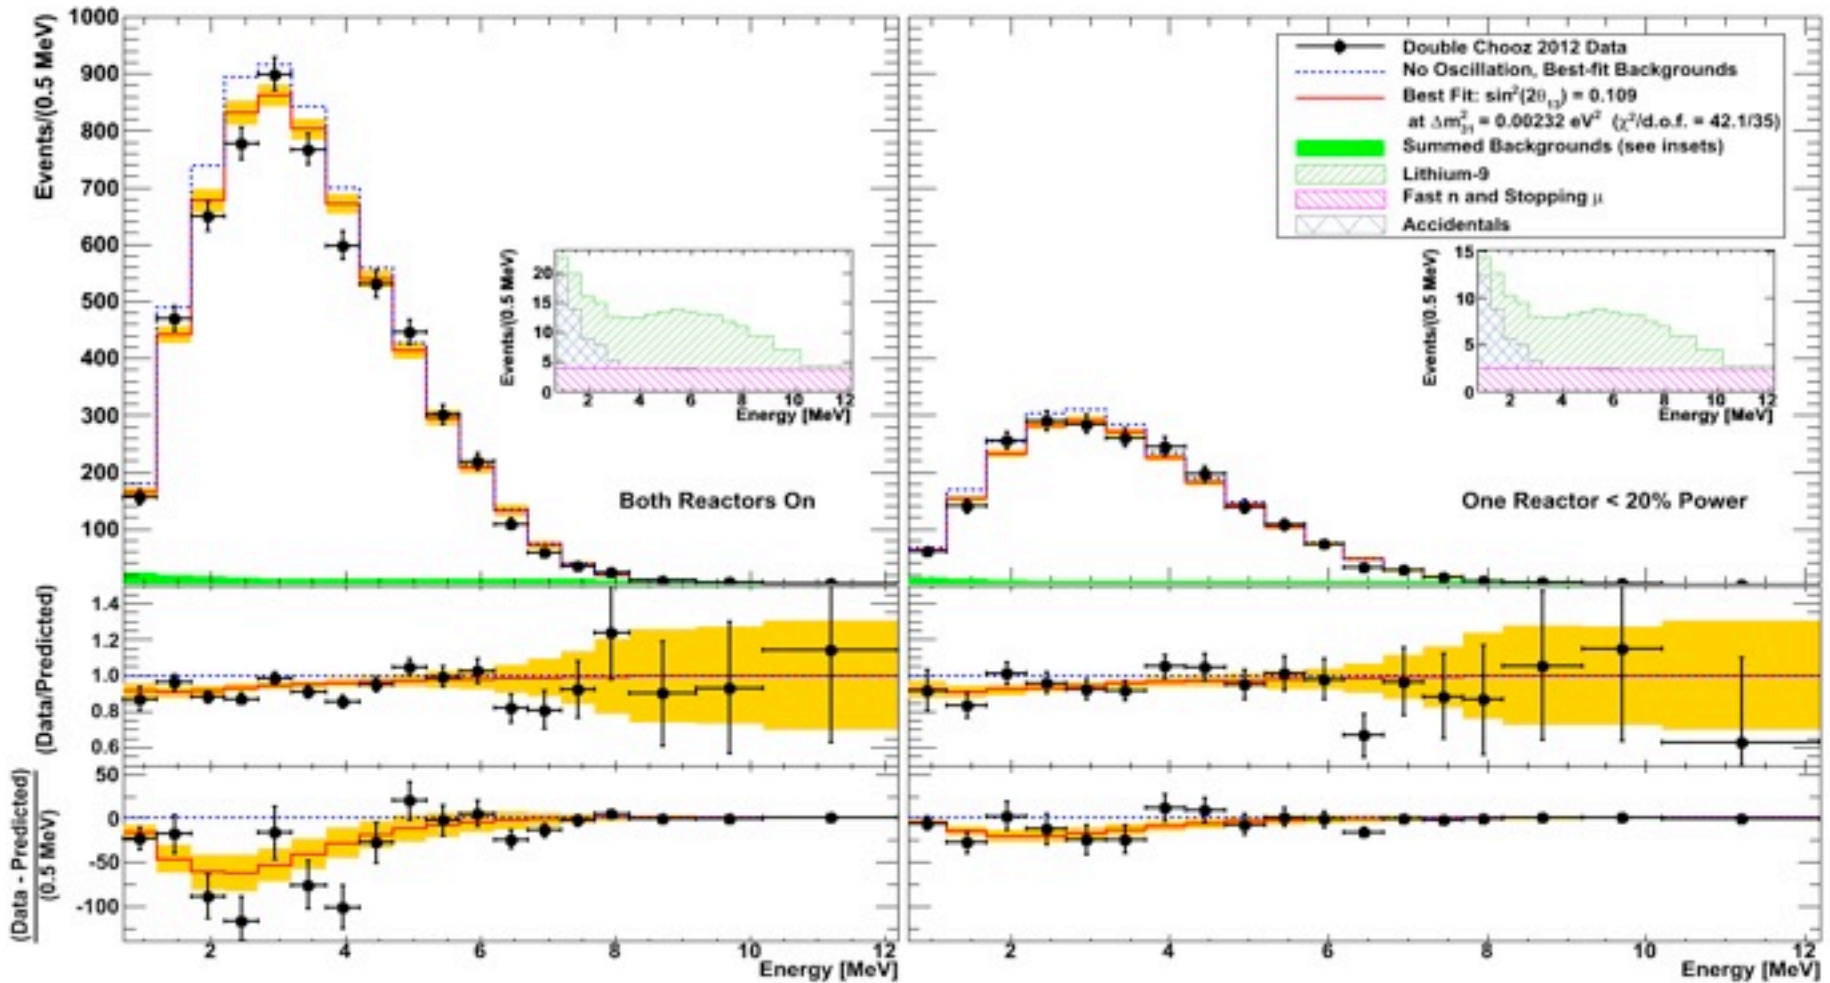 Events/(0.5 MeV)
1000
900
800
700
600
500
400
300
200
100
Both Reactors On
Events/(0.5 MeV)
20
15
10
5
0
2 4 6 8 10 12
Energy [MeV]
Double Chooz 2012 Data
No Oscillation, Best-fit Backgrounds
Best Fit: sin²(2θ₁₃) = 0.109
at Δm²₃₁ = 0.00232 eV² (χ²/d.o.f. = 42.1/35)
Summed Backgrounds (see insets)
Lithium-9
Fast n and Stopping μ
Accidentals
Events/(0.5 MeV)
15
10
5
0
2 4 6 8 10 12
Energy [MeV]
One Reactor < 20% Power
(Data/Predicted)
1.4
1.2
1.0
0.8
0.6
(Data - Predicted)
(0.5 MeV)
50
0
-50
-100
2 4 6 8 10 12
Energy [MeV]
2 4 6 8 10 12
Energy [MeV]